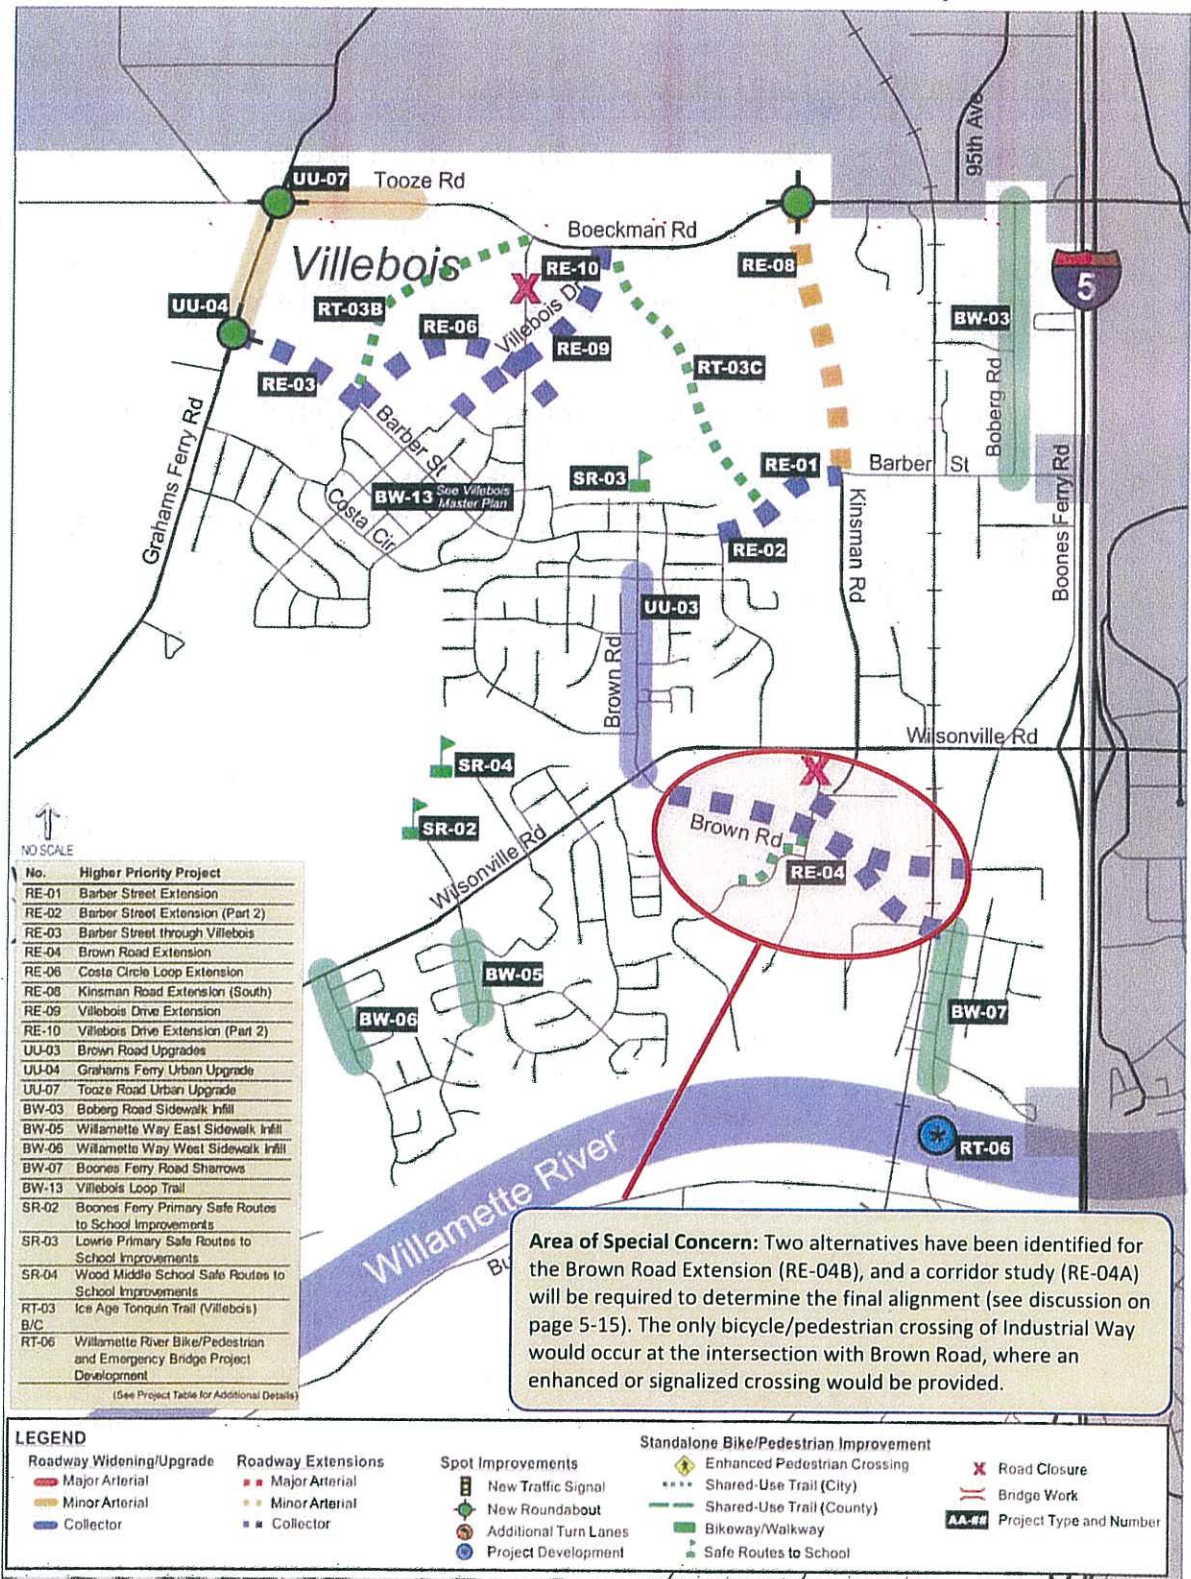 95th Ave
UU-07
Tooze Rd
Boeckman Rd
Villebois
RE-10
RE-08
5
UU-04
RT-03B
Villebois Dr
RE-06
BW-03
RE-09
RT-03C
RE-03
Boberg Rd
Barber St
RE-01
Barber St
Grahams Ferry Rd
SR-03
BW-13 See Villebois
Master Plan
Costa Cir
Kinsman Rd
Boones Ferry Rd
RE-02
UU-03
Brown Rd
Wilsonville Rd
SR-04
SR-02
Brown Rd
Wilsonville Rd
RE-04
NO SCALE
BW-05
BW-06
BW-07
RT-06
Willamette River
No. Higher Priority Project
RE-01 Barber Street Extension
RE-02 Barber Street Extension (Part 2)
RE-03 Barber Street through Villebois
RE-04 Brown Road Extension
RE-06 Costa Circle Loop Extension
RE-08 Kinsman Road Extension (South)
RE-09 Villebois Drive Extension
RE-10 Villebois Drive Extension (Part 2)
UU-03 Brown Road Upgrades
UU-04 Grahams Ferry Urban Upgrade
UU-07 Tooze Road Urban Upgrade
BW-03 Boberg Road Sidewalk Infill
BW-05 Willamette Way East Sidewalk Infill
BW-06 Willamette Way West Sidewalk Infill
BW-07 Boones Ferry Road Sharrows
BW-13 Villebois Loop Trail
SR-02 Boones Ferry Primary Safe Routes
to School Improvements
SR-03 Lowrie Primary Safe Routes to
School Improvements
SR-04 Wood Middle School Safe Routes to
School Improvements
RT-03 Ice Age Tonquin Trail (Villebois)
B/C
RT-06 Willamette River Bike/Pedestrian
and Emergency Bridge Project
Development
(See Project Table for Additional Details)
Area of Special Concern: Two alternatives have been identified for
the Brown Road Extension (RE-04B), and a corridor study (RE-04A)
will be required to determine the final alignment (see discussion on
page 5-15). The only bicycle/pedestrian crossing of Industrial Way
would occur at the intersection with Brown Road, where an
enhanced or signalized crossing would be provided.
LEGEND
Roadway Widening/Upgrade
Major Arterial
Minor Arterial
Collector
Roadway Extensions
Major Arterial
Minor Arterial
Collector
Spot Improvements
New Traffic Signal
New Roundabout
Additional Turn Lanes
Project Development
Standalone Bike/Pedestrian Improvement
Enhanced Pedestrian Crossing
Shared-Use Trail (City)
Shared-Use Trail (County)
Bikeway/Walkway
Safe Routes to School
Road Closure
Bridge Work
AA-## Project Type and Number